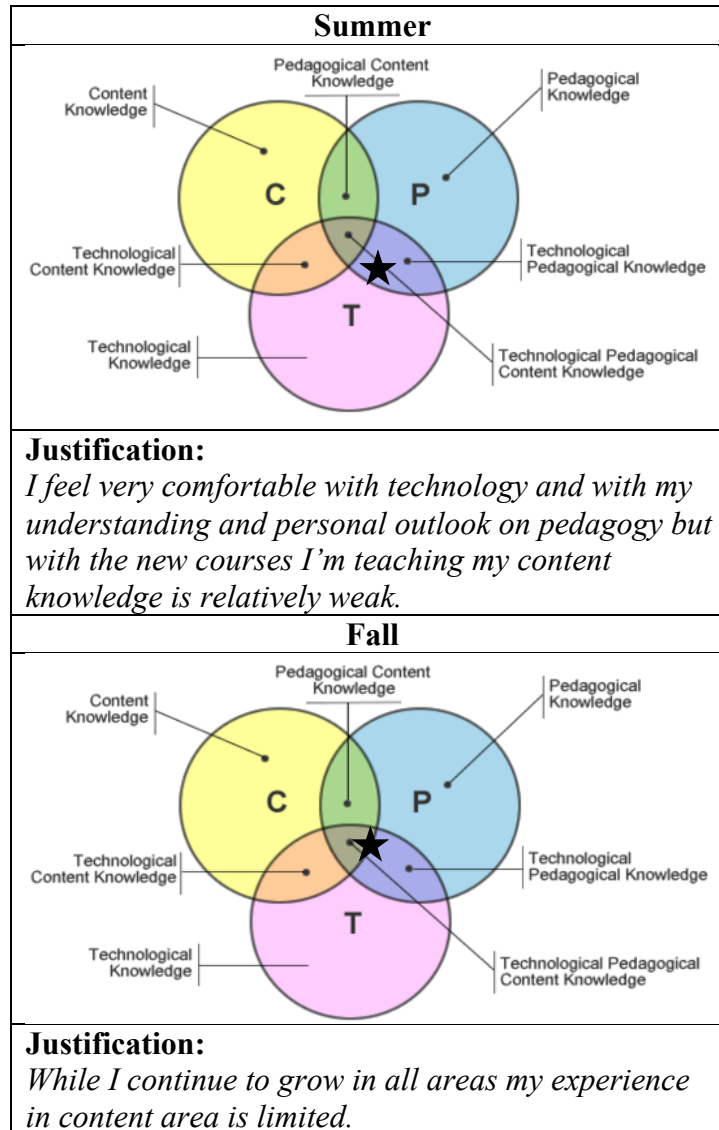 Summer
Pedagogical Content
Knowledge
Content
Knowledge
Pedagogical
Knowledge
C
P
Technological
Content Knowledge
Technological
Pedagogical Knowledge
T
Technological
Knowledge
Technological Pedagogical
Content Knowledge
Justification:
I feel very comfortable with technology and with my
understanding and personal outlook on pedagogy but
with the new courses I'm teaching my content
knowledge is relatively weak.
Fall
Pedagogical Content
Knowledge
Content
Knowledge
Pedagogical
Knowledge
C
P
Technological
Content Knowledge
Technological
Pedagogical Knowledge
T
Technological
Knowledge
Technological Pedagogical
Content Knowledge
Justification:
While I continue to grow in all areas my experience
in content area is limited.